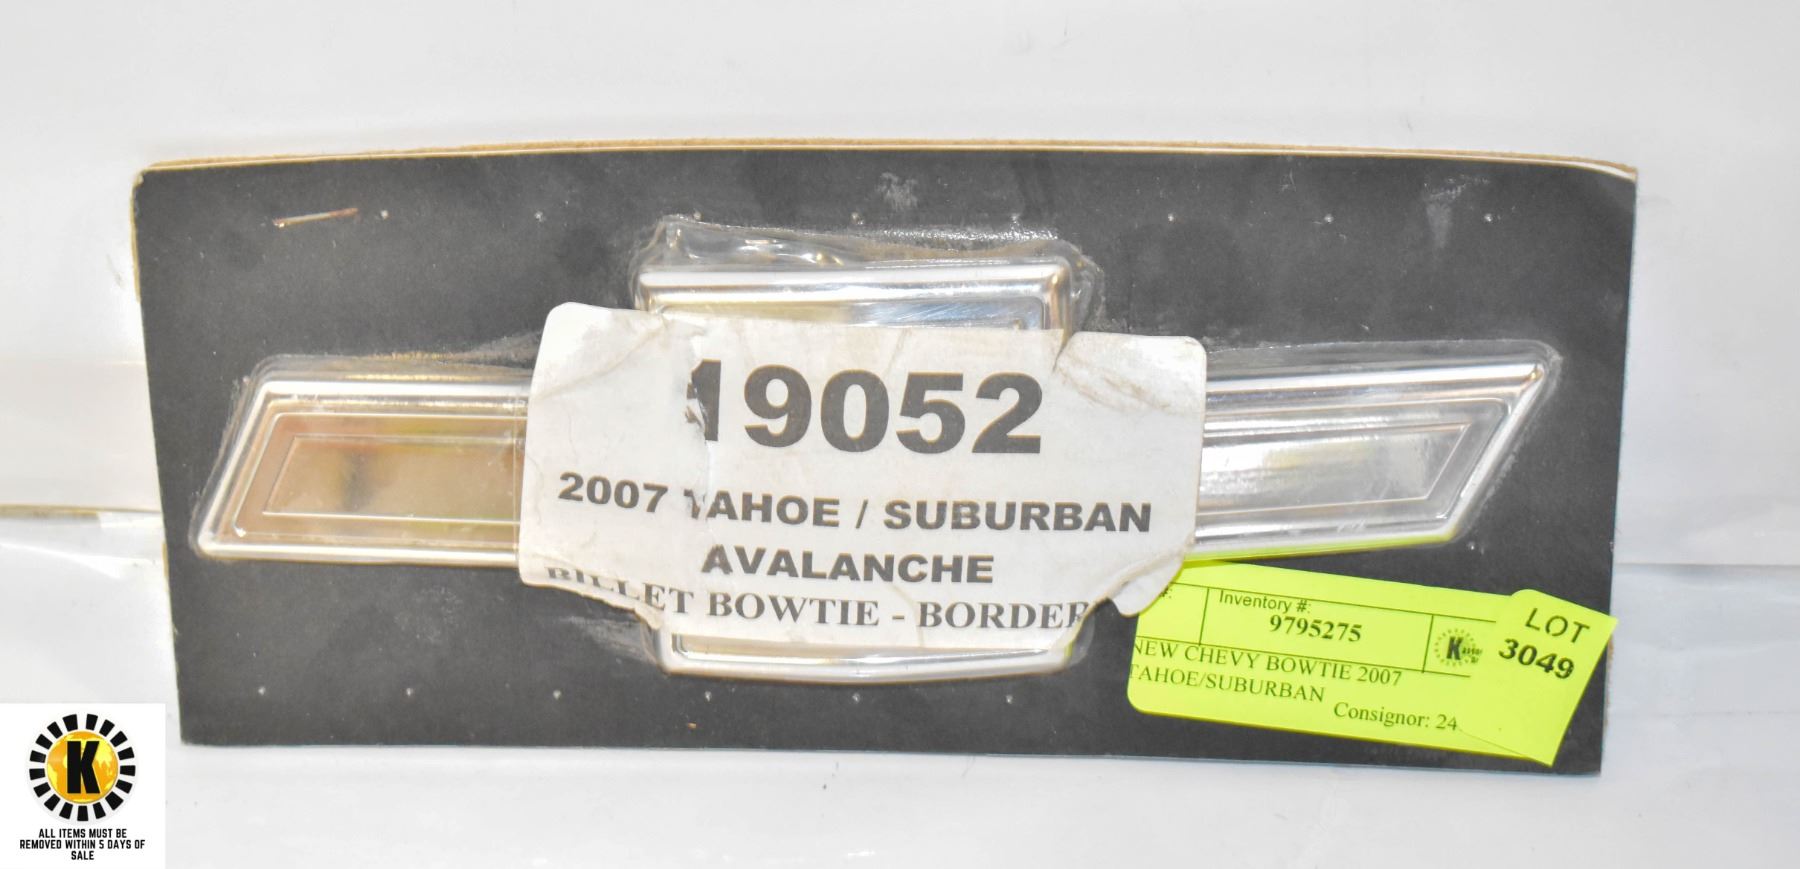 19052
2007 TAHOE / SUBURBAN
AVALANCHE
BILLET BOWTIE - BORDER
#:
Inventory #:
9795275
NEW CHEVY BOWTIE 2007
TAHOE/SUBURBAN
Consignor: 24
LOT
3049
K
ALL ITEMS MUST BE
REMOVED WITHIN 5 DAYS OF
SALE